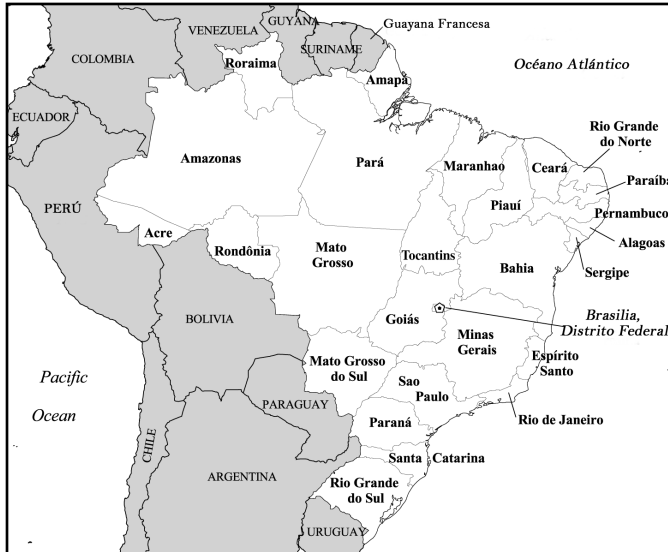 GUYANA
Guayana Francesa
VENEZUELA
SURINAME
COLOMBIA
Roraima
Océano Atlántico
Amapá
ECUADOR
Rio Grande
do Norte
Amazonas
Pará
Maranhao
Ceará
Paraíba
PERÚ
Piauí
Pernambuco
Acre
Alagoas
Rondônia
Mato
Grosso
Tocantins
Bahia
Sergipe
BOLIVIA
Goiás
Brasilia,
Distrito Federal
Minas
Gerais
Mato Grosso
do Sul
Espírito
Santo
Pacific
Ocean
Sao
Paulo
PARAGUAY
Rio de Janeiro
Paraná
CHILE
Santa Catarina
ARGENTINA
Rio Grande
do Sul
URUGUAY